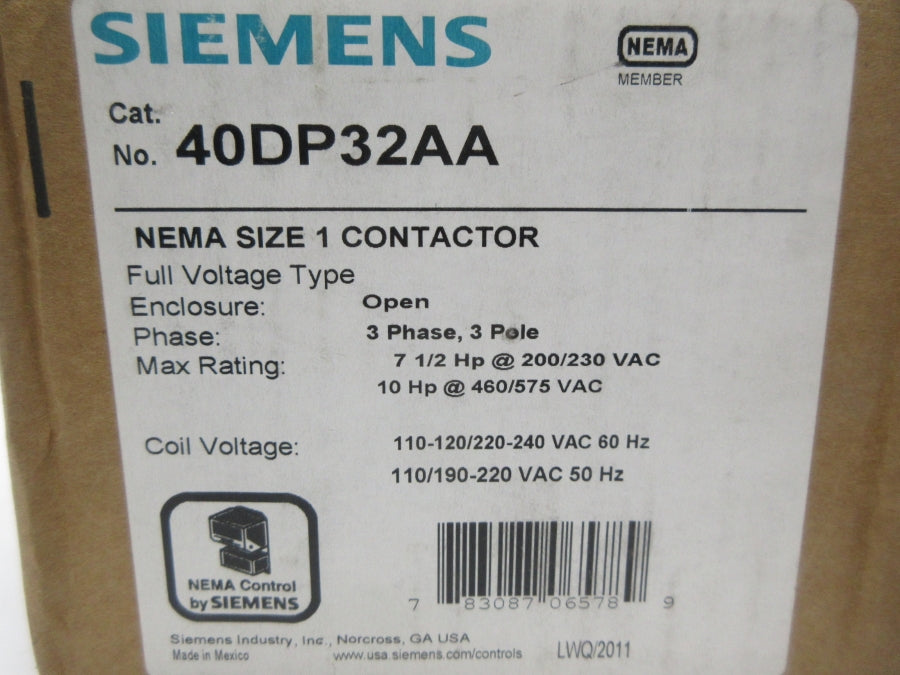 SIEMENS
NEMA
MEMBER
Cat.
No. 40DP32AA
NEMA SIZE 1 CONTACTOR
Full Voltage Type
Enclosure: Open
Phase: 3 Phase, 3 Pole
Max Rating: 7 1/2 Hp @ 200/230 VAC
10 Hp @ 460/575 VAC
Coil Voltage: 110-120/220-240 VAC 60 Hz
110/190-220 VAC 50 Hz
NEMA Control
by SIEMENS
7 83087 06578 9
Siemens Industry, Inc., Norcross, GA USA
Made in Mexico www.usa.siemens.com/controls LWQ/2011